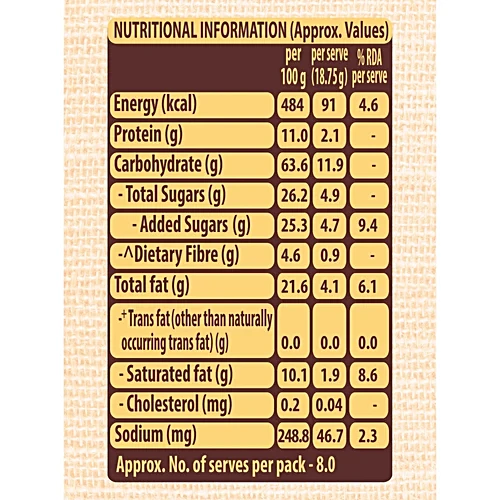 NUTRITIONAL INFORMATION (Approx. Values)
per 100 g per serve (18.75 g) % RDA per serve
Energy (kcal) 484 91 4.6
Protein (g) 11.0 2.1 -
Carbohydrate (g) 63.6 11.9 -
- Total Sugars (g) 26.2 4.9 -
- Added Sugars (g) 25.3 4.7 9.4
-^Dietary Fibre (g) 4.6 0.9 -
Total fat (g) 21.6 4.1 6.1
-+Trans fat (other than naturally
occurring trans fat) (g) 0.0 0.0 0.0
- Saturated fat (g) 10.1 1.9 8.6
- Cholesterol (mg) 0.2 0.04 -
Sodium (mg) 248.8 46.7 2.3
Approx. No. of serves per pack - 8.0